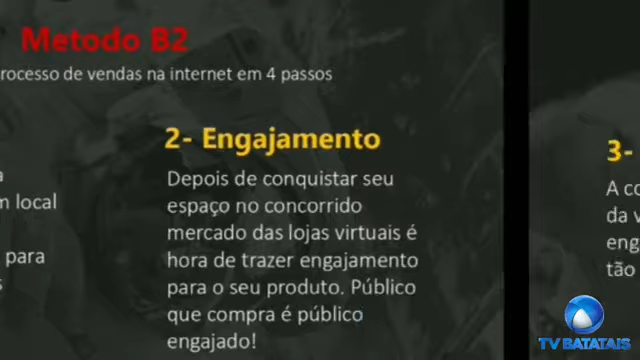 Metodo B2
rocesso de vendas na internet em 4 passos
2- Engajamento
Depois de conquistar seu
espaço no concorrido
mercado das lojas virtuais é
hora de trazer engajamento
para o seu produto. Público
que compra é público
engajado!
local
para
3-
A
da
tão
TV BATATAIS